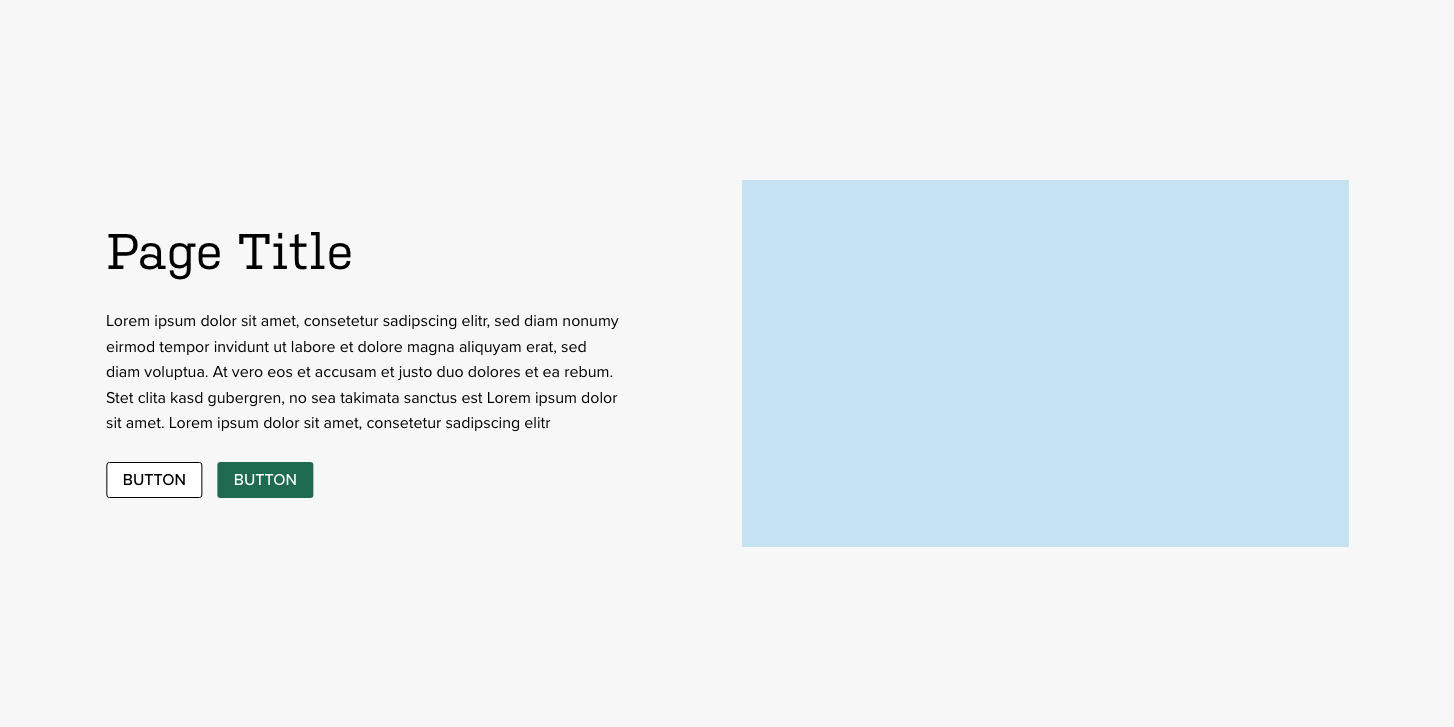 Page Title
Lorem ipsum dolor sit amet, consetetur sadipscing elitr, sed diam nonumy
eirmod tempor invidunt ut labore et dolore magna aliquyam erat, sed
diam voluptua. At vero eos et accusam et justo duo dolores et ea rebum.
Stet clita kasd gubergren, no sea takimata sanctus est Lorem ipsum dolor
sit amet. Lorem ipsum dolor sit amet, consetetur sadipscing elitr
BUTTON BUTTON